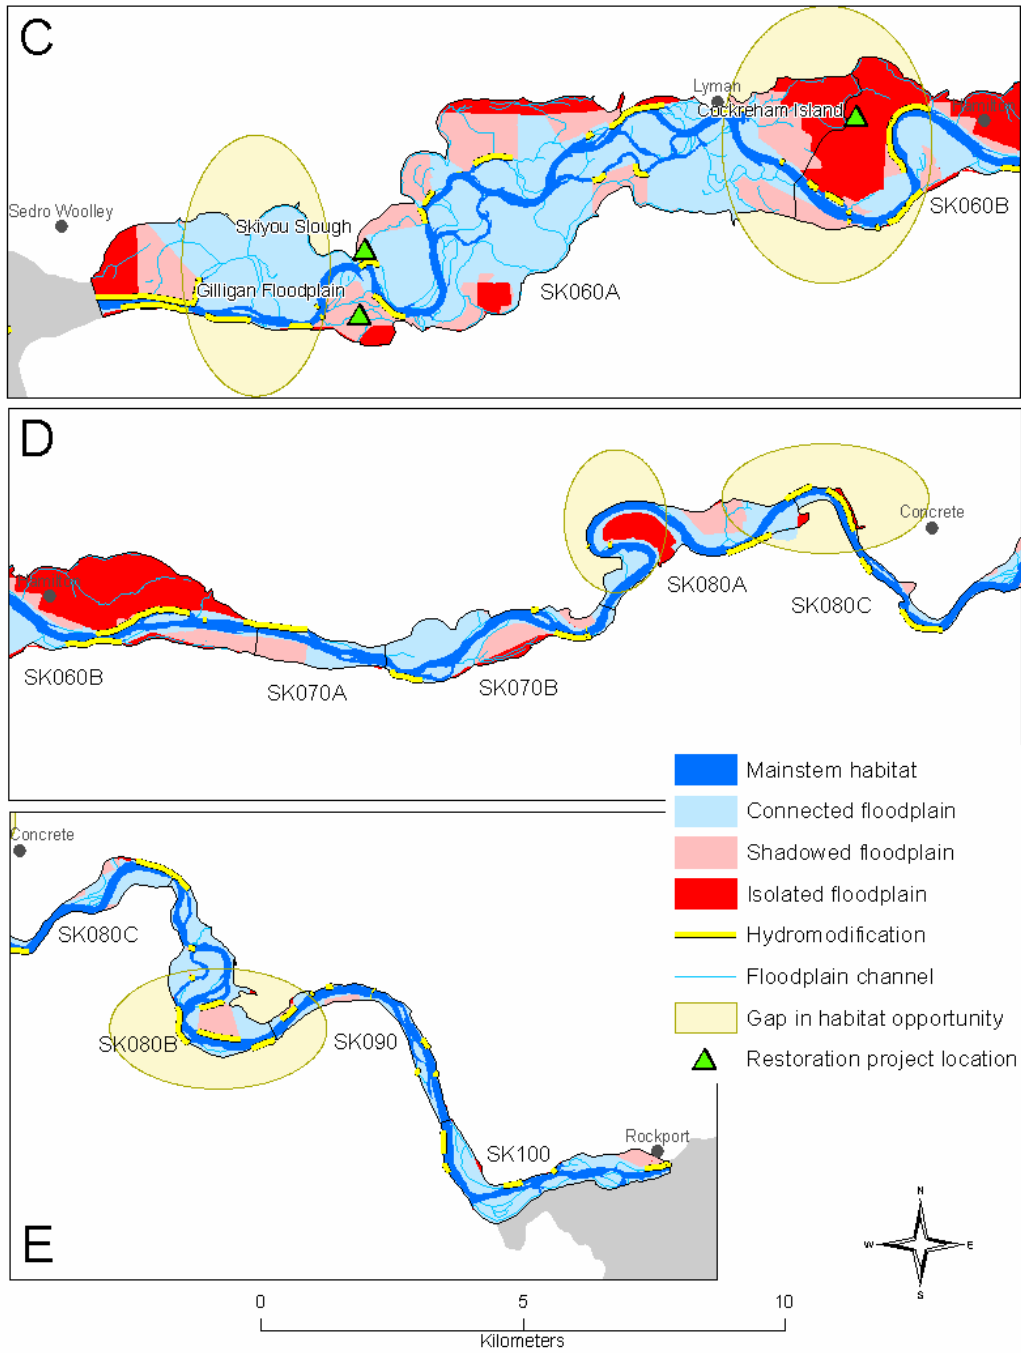 C
Lyman
Cockreham Island
Sedro Woolley
Skiyou Slough
Gilligan Floodplain
SK060A
SK060B
D
Concrete
SK080A
SK080C
SK060B
SK070A
SK070B
Mainstem habitat
Connected floodplain
Shadowed floodplain
Isolated floodplain
Hydromodification
Floodplain channel
Gap in habitat opportunity
Restoration project location
Concrete
SK080C
SK080B
SK090
SK100
Rockport
E
N
W
E
S
0
5
10
Kilometers